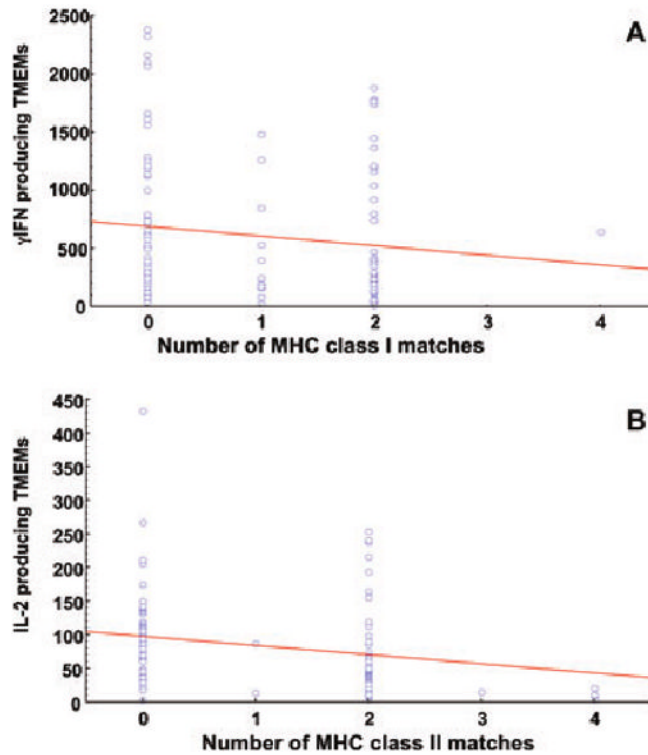 A
γIFN producing TMEMs
2500
2000
1500
1000
500
0
0 1 2 3 4
Number of MHC class I matches
B
IL-2 producing TMEMs
450
400
350
300
250
200
150
100
50
0
0 1 2 3 4
Number of MHC class II matches